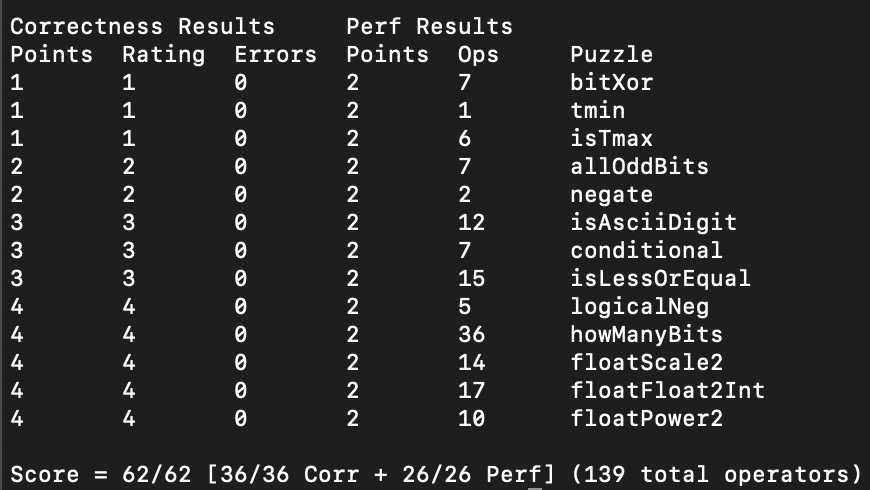 Correctness Results     Perf Results
Points  Rating  Errors  Points  Ops     Puzzle
1       1       0       2       7       bitXor
1       1       0       2       1       tmin
1       1       0       2       6       isTmax
2       2       0       2       7       allOddBits
2       2       0       2       2       negate
3       3       0       2       12      isAsciiDigit
3       3       0       2       7       conditional
3       3       0       2       15      isLessOrEqual
4       4       0       2       5       logicalNeg
4       4       0       2       36      howManyBits
4       4       0       2       14      floatScale2
4       4       0       2       17      floatFloat2Int
4       4       0       2       10      floatPower2
Score = 62/62 [36/36 Corr + 26/26 Perf] (139 total operators)